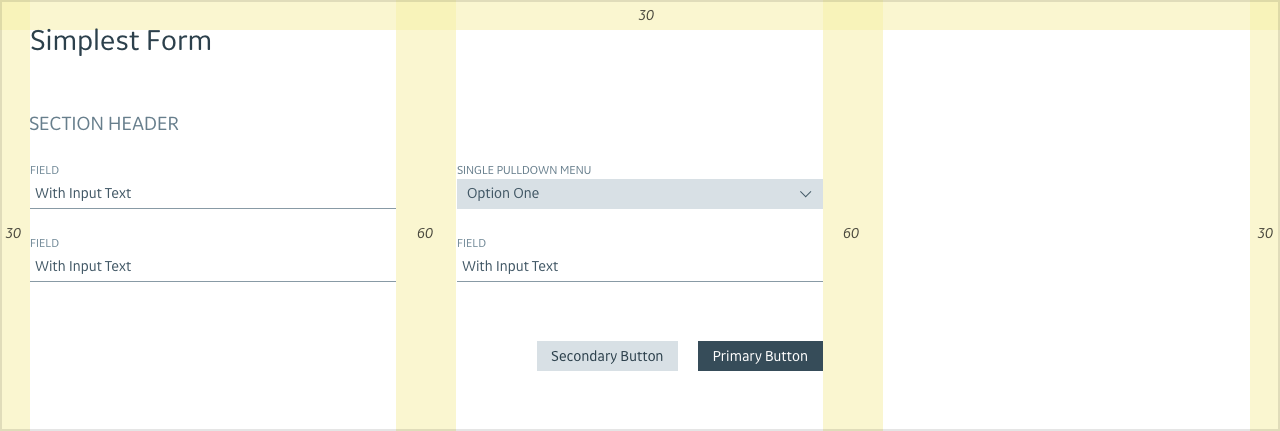 30
Simplest Form
SECTION HEADER
FIELD
With Input Text
SINGLE PULLDOWN MENU
Option One
30
60
60
30
FIELD
With Input Text
FIELD
With Input Text
Secondary Button
Primary Button